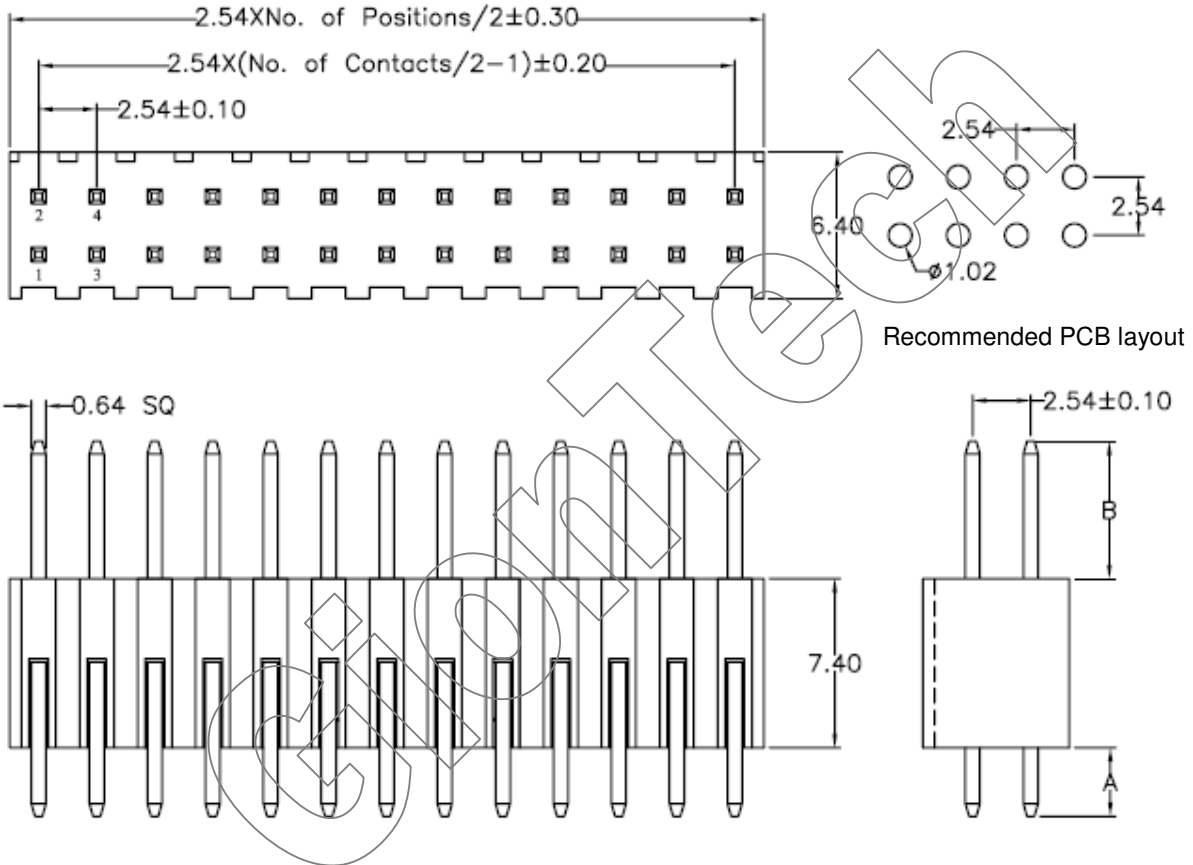 2.54XNo. of Positions/2±0.30
2.54X(No. of Contacts/2-1)±0.20
2.54±0.10
2.54
2 4
6.40
2.54
1 3
ø1.02
Recommended PCB layout
0.64 SQ
2.54±0.10
B
7.40
A
GionTech